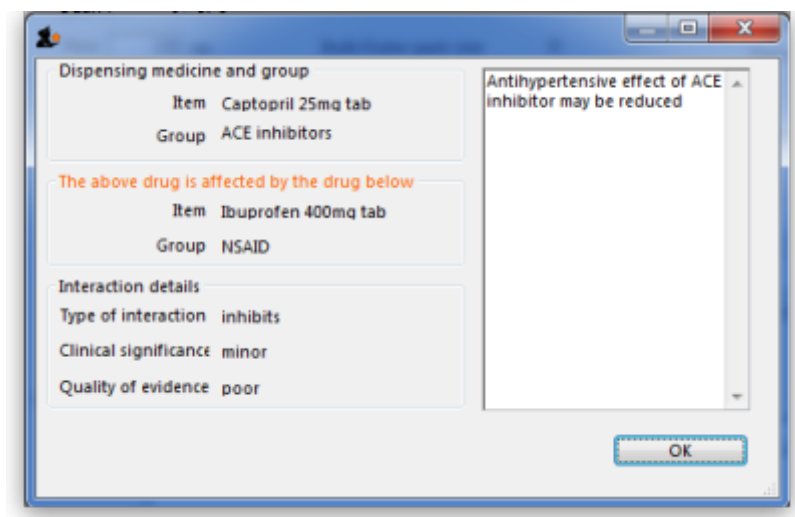 Dispensing medicine and group
Item Captopril 25mg tab
Group ACE inhibitors
The above drug is affected by the drug below
Item Ibuprofen 400mg tab
Group NSAID
Interaction details
Type of interaction inhibits
Clinical significance minor
Quality of evidence poor
Antihypertensive effect of ACE
inhibitor may be reduced
OK